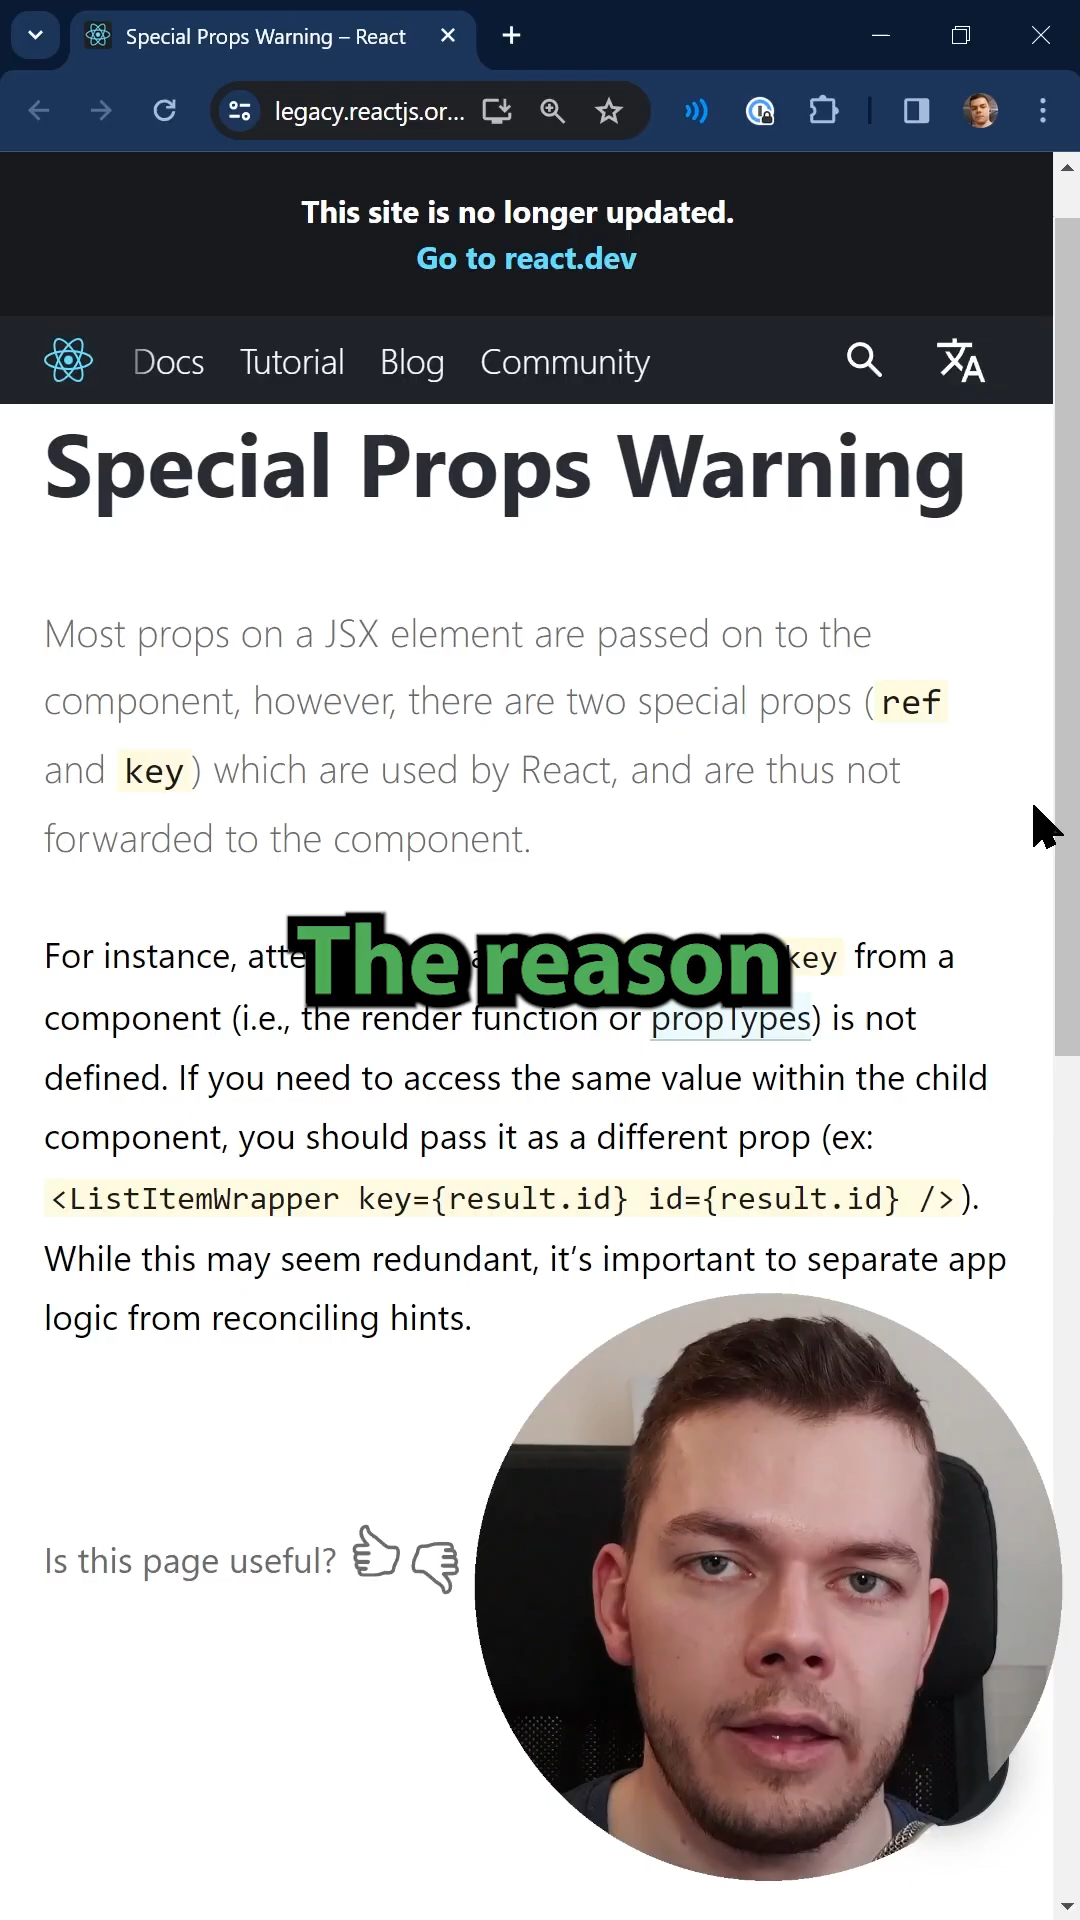 Special Props Warning – React
legacy.reactjs.or...
This site is no longer updated.
Go to react.dev
Docs Tutorial Blog Community
Special Props Warning
Most props on a JSX element are passed on to the
component, however, there are two special props (ref
and key) which are used by React, and are thus not
forwarded to the component.
The reason
For instance, key from a
component (i.e., the render function or propTypes) is not
defined. If you need to access the same value within the child
component, you should pass it as a different prop (ex:
<ListItemWrapper key={result.id} id={result.id} />).
While this may seem redundant, it’s important to separate app
logic from reconciling hints.
Is this page useful?